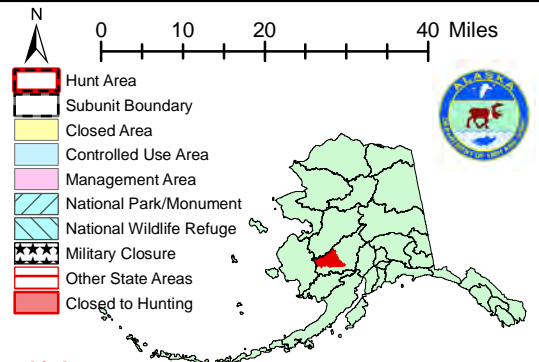 N
0 10 20 40 Miles
Hunt Area
Subunit Boundary
Closed Area
Controlled Use Area
Management Area
National Park/Monument
National Wildlife Refuge
Military Closure
Other State Areas
Closed to Hunting
ALASKA